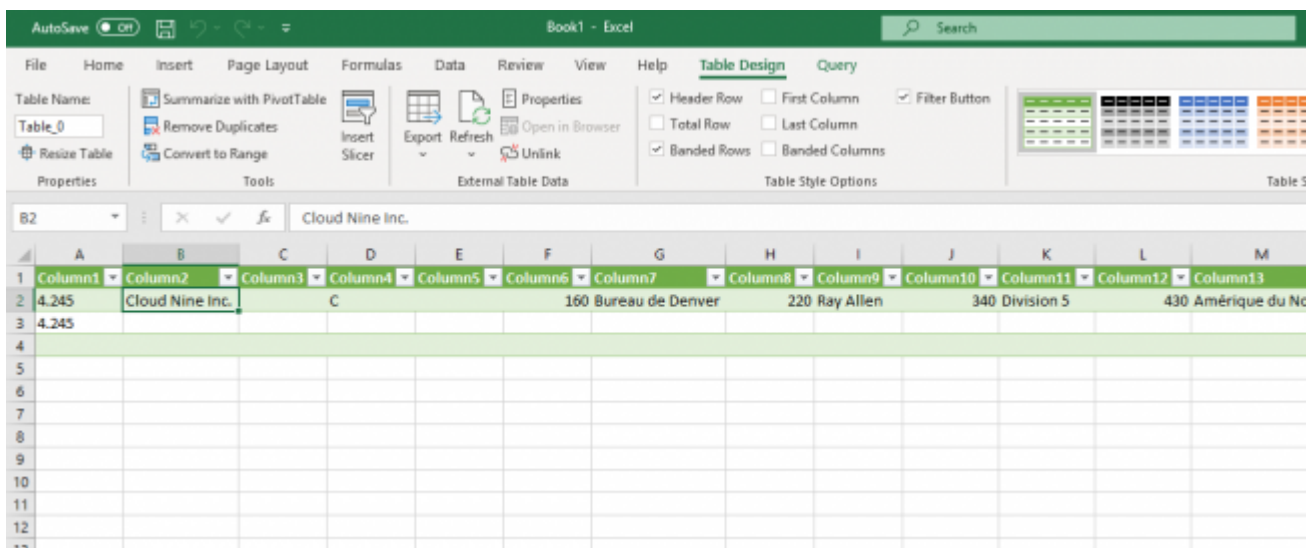 AutoSave Off Book1 - Excel Search
File Home Insert Page Layout Formulas Data Review View Help Table Design Query
Table Name:
Table_0
Resize Table
Properties
Summarize with PivotTable
Remove Duplicates
Convert to Range
Tools
Insert
Slicer
Export Refresh
Properties
Open in Browser
Unlink
External Table Data
Header Row First Column Filter Button
Total Row Last Column
Banded Rows Banded Columns
Table Style Options
Table S
B2 fx Cloud Nine Inc.
A B C D E F G H I J K L M
1 Column1 Column2 Column3 Column4 Column5 Column6 Column7 Column8 Column9 Column10 Column11 Column12 Column13
2 4.245 Cloud Nine Inc. C 160 Bureau de Denver 220 Ray Allen 340 Division 5 430 Amérique du No
3 4.245
4
5
6
7
8
9
10
11
12